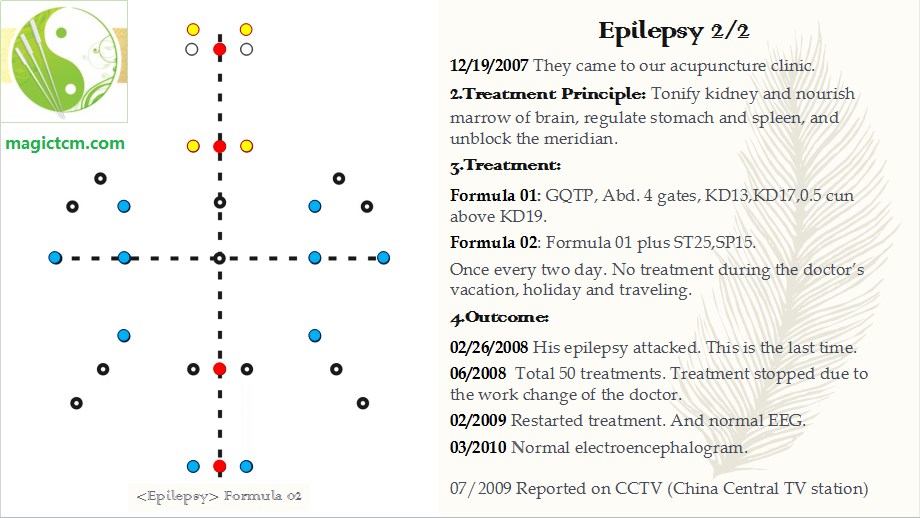 magictcm.com
<Epilepsy> Formula 02
Epilepsy 2/2
12/19/2007 They came to our acupuncture clinic.
2.Treatment Principle: Tonify kidney and nourish
marrow of brain, regulate stomach and spleen, and
unblock the meridian.
3.Treatment:
Formula 01: GQTP, Abd. 4 gates, KD13,KD17,0.5 cun
above KD19.
Formula 02: Formula 01 plus ST25,SP15.
Once every two day. No treatment during the doctor's
vacation, holiday and traveling.
4.Outcome:
02/26/2008 His epilepsy attacked. This is the last time.
06/2008 Total 50 treatments. Treatment stopped due to
the work change of the doctor.
02/2009 Restarted treatment. And normal EEG.
03/2010 Normal electroencephalogram.
07/2009 Reported on CCTV (China Central TV station)